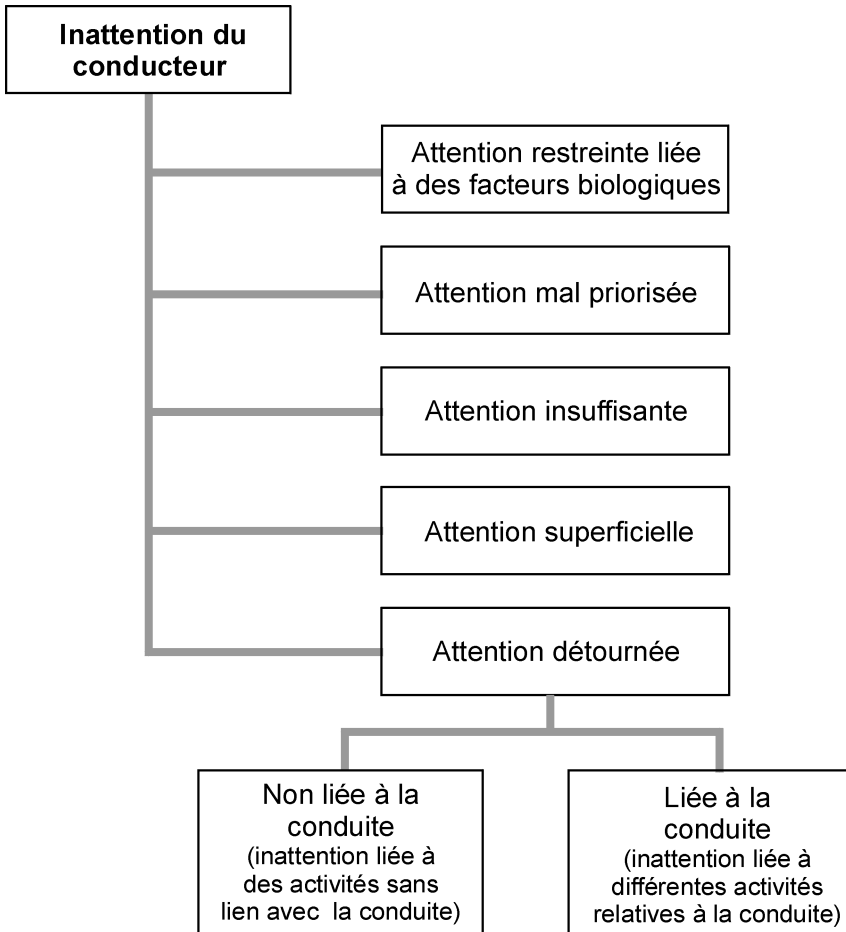 Inattention du
conducteur
Attention restreinte liée
à des facteurs biologiques
Attention mal priorisée
Attention insuffisante
Attention superficielle
Attention détournée
Non liée à la
conduite
(inattention liée à
des activités sans
lien avec la conduite)
Liée à la
conduite
(inattention liée à
différentes activités
relatives à la conduite)